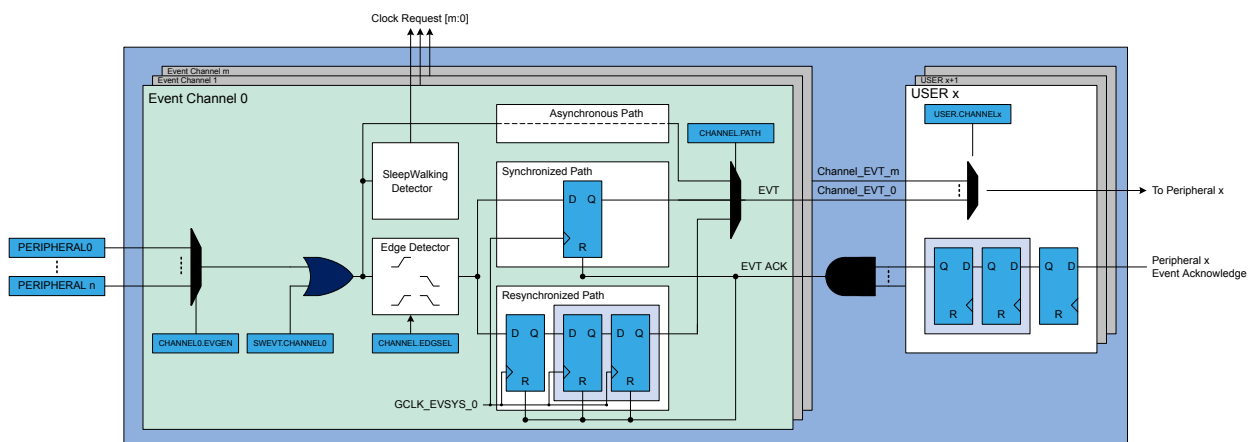 Clock Request [m:0]
Event Channel m
Event Channel 1
Event Channel 0
USER x+1
USER x
Asynchronous Path
CHANNEL.PATH
USER.CHANNELx
SleepWalking
Detector
Synchronized Path
D Q
R
EVT
Channel_EVT_m
Channel_EVT_0
To Peripheral x
PERIPHERAL0
PERIPHERAL n
Edge Detector
EVT ACK
Peripheral x
Event Acknowledge
Q D
R
Q D
R
Q D
R
Resynchronized Path
D Q
R
D Q
R
D Q
R
CHANNEL0.EVGEN
SWEVT.CHANNEL0
CHANNEL.EDGSEL
GCLK_EVSYS_0